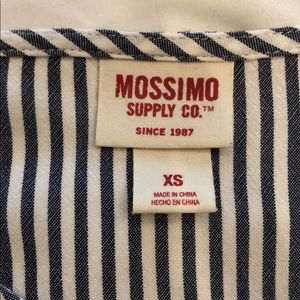 MOSSIMO
SUPPLY CO.™
SINCE 1987
XS
MADE IN CHINA
HECHO EN CHINA